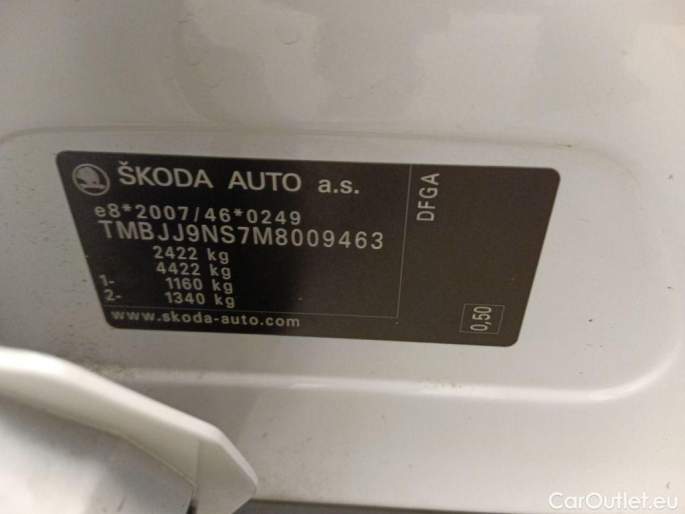 ŠKODA AUTO a.s.
e8*2007/46*0249
TMBJJ9NS7M8009463
2422 kg
4422 kg
1- 1160 kg
2- 1340 kg
www.skoda-auto.com
DFGA
0,50
CarOutlet.eu